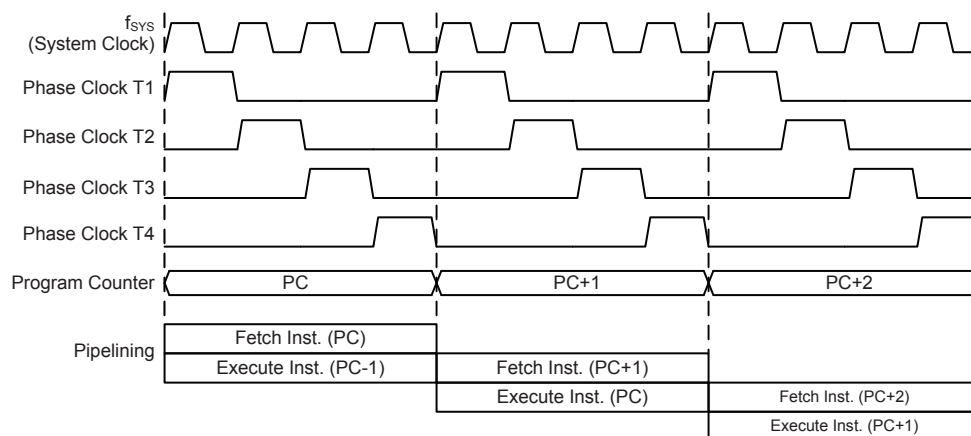 fSYS
(System Clock)
Phase Clock T1
Phase Clock T2
Phase Clock T3
Phase Clock T4
Program Counter PC PC+1 PC+2
Pipelining
Fetch Inst. (PC)
Execute Inst. (PC-1) Fetch Inst. (PC+1)
Execute Inst. (PC) Fetch Inst. (PC+2)
Execute Inst. (PC+1)